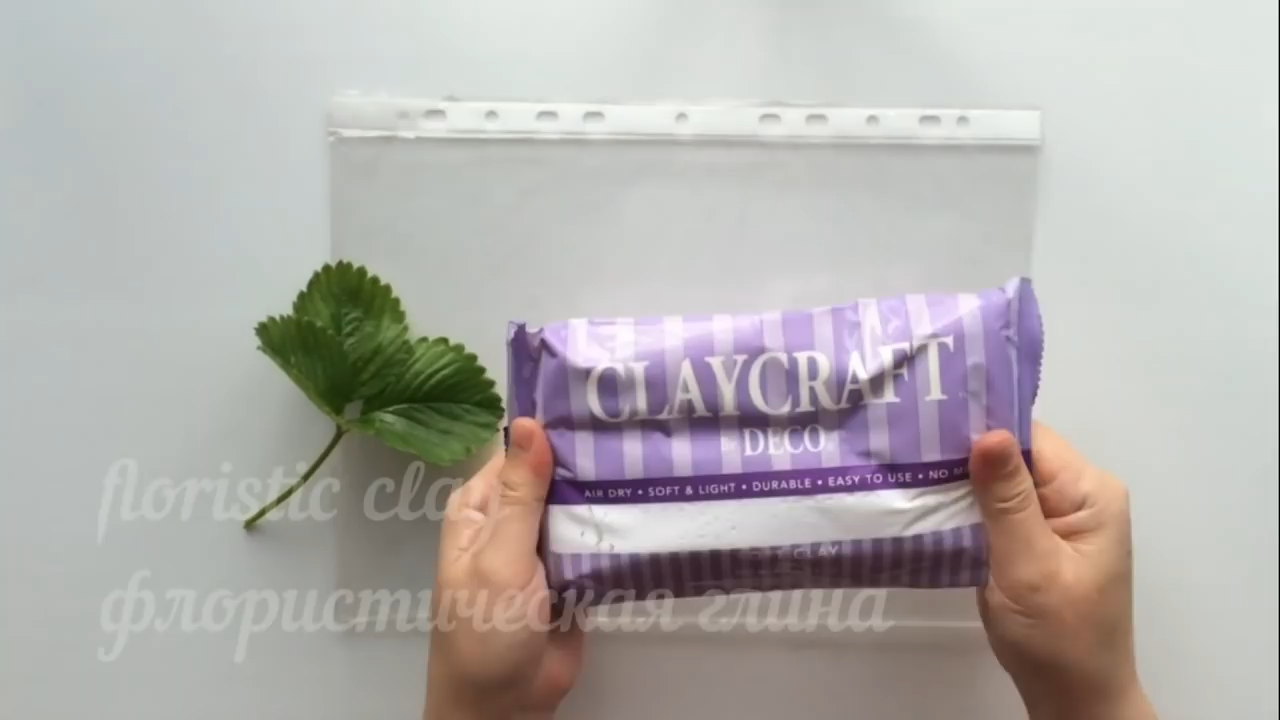 CLAYCRAFT
DECO
AIR DRY • SOFT & LIGHT • DURABLE • EASY TO USE • NO
CLAY
floristic clay
флористическая глина